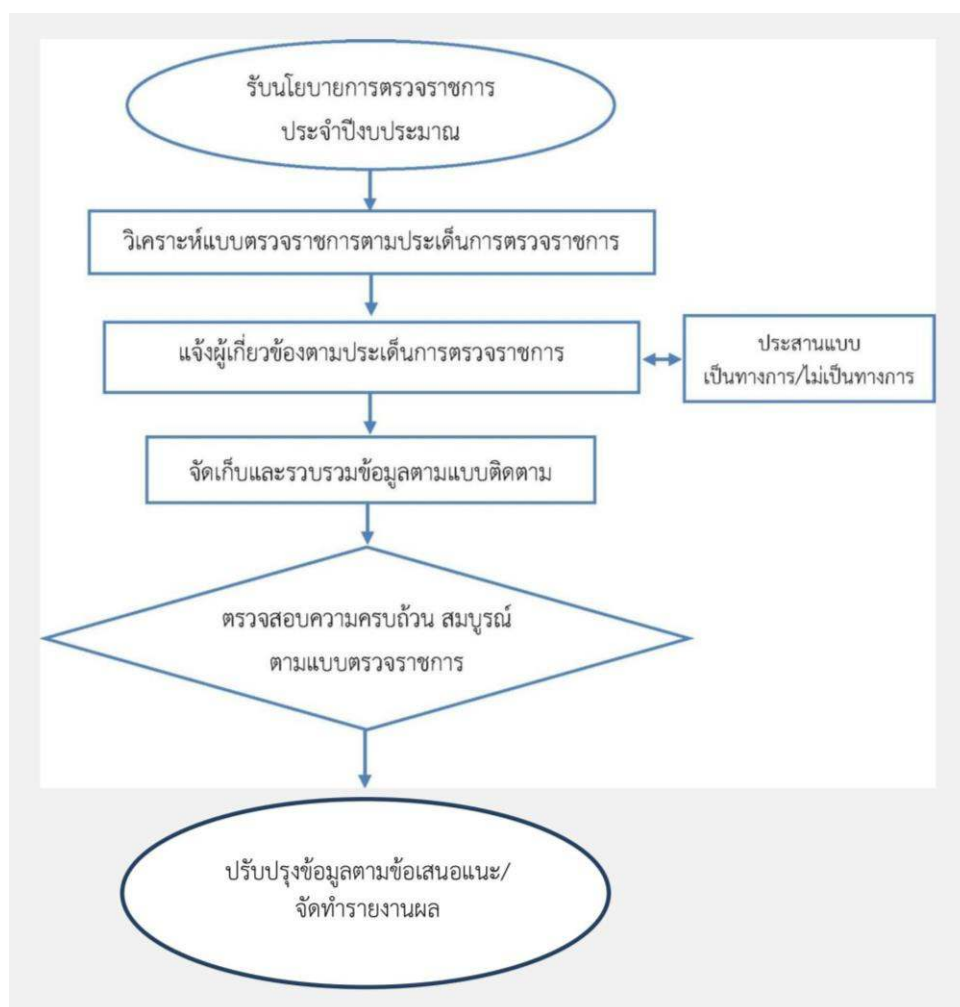 รับนโยบายการตรวจราชการ
ประจำปีงบประมาณ
วิเคราะห์แบบตรวจราชการตามประเด็นการตรวจราชการ
แจ้งผู้เกี่ยวข้องตามประเด็นการตรวจราชการ
ประสานแบบ
เป็นทางการ/ไม่เป็นทางการ
จัดเก็บและรวบรวมข้อมูลตามแบบติดตาม
ตรวจสอบความครบถ้วน สมบูรณ์
ตามแบบตรวจราชการ
ปรับปรุงข้อมูลตามข้อเสนอแนะ/
จัดทำรายงานผล